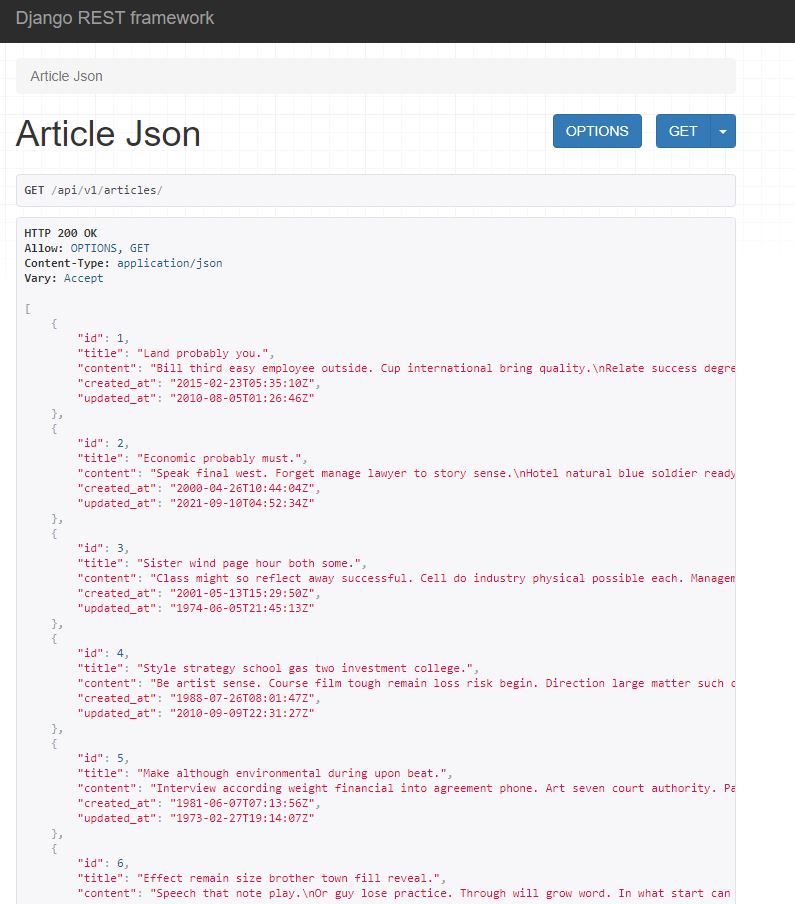 Django REST framework
Article Json
Article Json
OPTIONS
GET
GET /api/v1/articles/
HTTP 200 OK
Allow: OPTIONS, GET
Content-Type: application/json
Vary: Accept
[
    {
        "id": 1,
        "title": "Land probably you.",
        "content": "Bill third easy employee outside. Cup international bring quality.\nRelate success degre
        "created_at": "2015-02-23T05:35:10Z",
        "updated_at": "2010-08-05T01:26:46Z"
    },
    {
        "id": 2,
        "title": "Economic probably must.",
        "content": "Speak final west. Forget manage lawyer to story sense.\nHotel natural blue soldier ready
        "created_at": "2000-04-26T10:44:04Z",
        "updated_at": "2021-09-10T04:52:34Z"
    },
    {
        "id": 3,
        "title": "Sister wind page hour both some.",
        "content": "Class might so reflect away successful. Cell do industry physical possible each. Managem
        "created_at": "2001-05-13T15:29:50Z",
        "updated_at": "1974-06-05T21:45:13Z"
    },
    {
        "id": 4,
        "title": "Style strategy school gas two investment college.",
        "content": "Be artist sense. Course film tough remain loss risk begin. Direction large matter such c
        "created_at": "1988-07-26T08:01:47Z",
        "updated_at": "2010-09-09T22:31:27Z"
    },
    {
        "id": 5,
        "title": "Make although environmental during upon beat.",
        "content": "Interview according weight financial into agreement phone. Art seven court authority. Pa
        "created_at": "1981-06-07T07:13:56Z",
        "updated_at": "1973-02-27T19:14:07Z"
    },
    {
        "id": 6,
        "title": "Effect remain size brother town fill reveal.",
        "content": "Speech that note play.\nOr guy lose practice. Through will grow word. In what start can